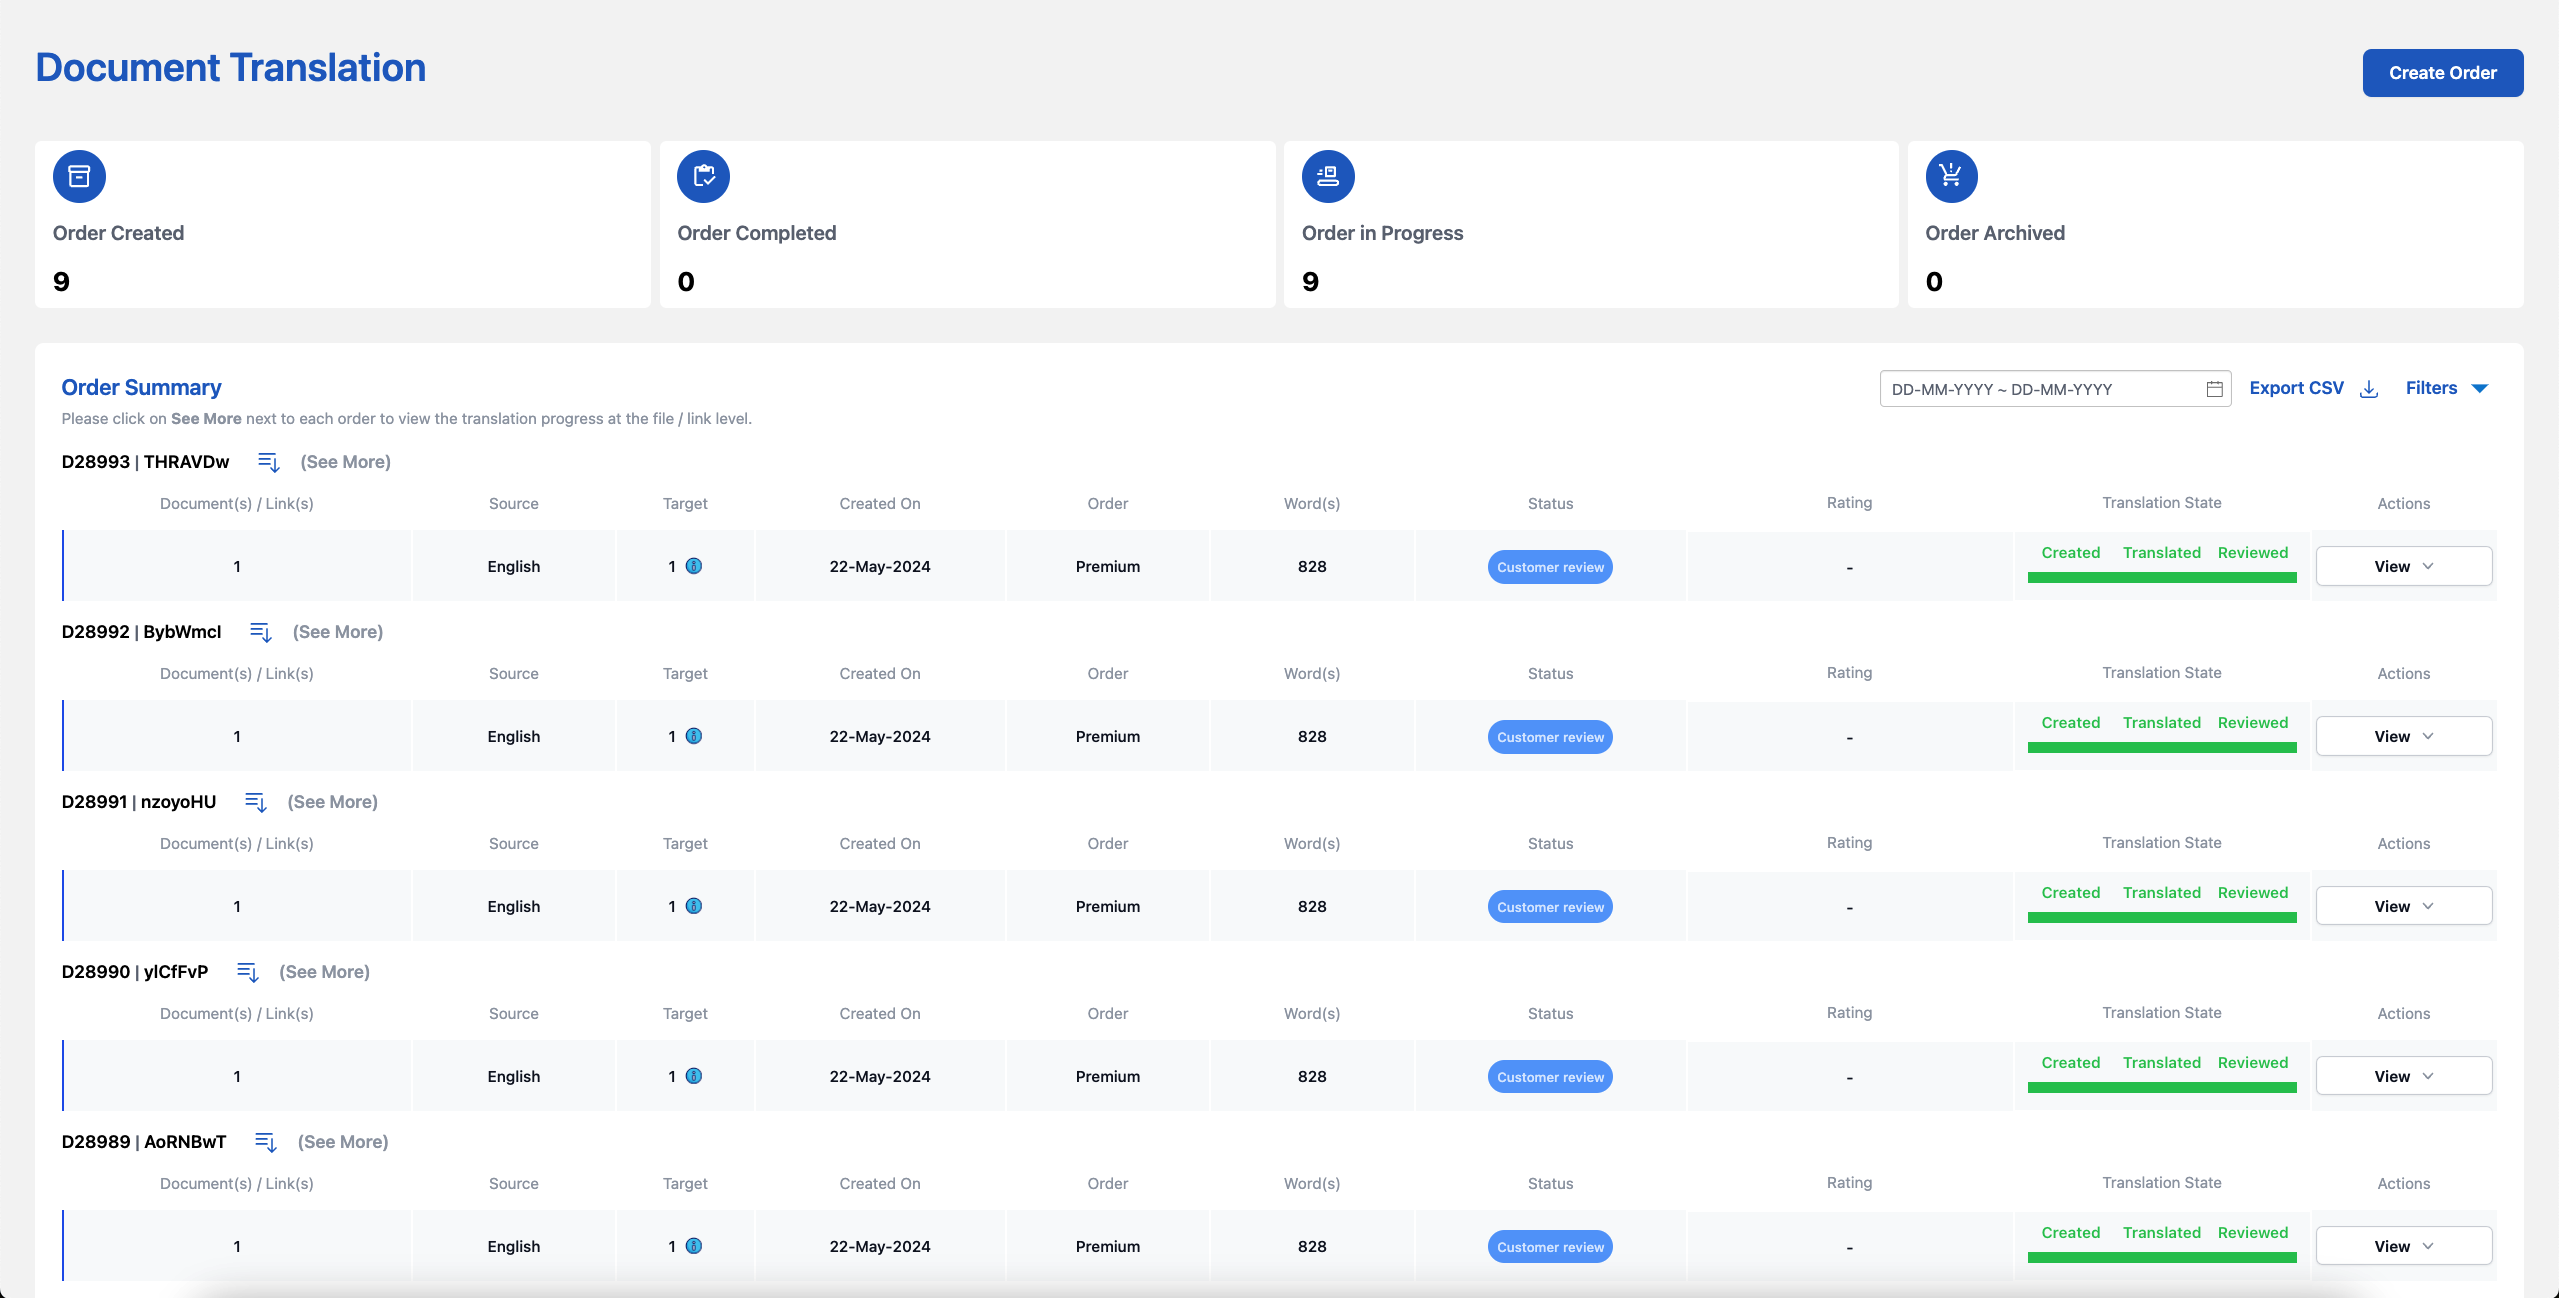 Document Translation
Create Order
Order Created
9
Order Completed
0
Order in Progress
9
Order Archived
0
Order Summary
DD-MM-YYYY ~ DD-MM-YYYY Export CSV Filters
Please click on See More next to each order to view the translation progress at the file / link level.
D28993 | THRAVDw (See More)
Document(s) / Link(s) Source Target Created On Order Word(s) Status Rating Translation State Actions
1 English 1 22-May-2024 Premium 828 Customer review - Created Translated Reviewed View
D28992 | BybWmcl (See More)
Document(s) / Link(s) Source Target Created On Order Word(s) Status Rating Translation State Actions
1 English 1 22-May-2024 Premium 828 Customer review - Created Translated Reviewed View
D28991 | nzoyoHU (See More)
Document(s) / Link(s) Source Target Created On Order Word(s) Status Rating Translation State Actions
1 English 1 22-May-2024 Premium 828 Customer review - Created Translated Reviewed View
D28990 | ylCfFvP (See More)
Document(s) / Link(s) Source Target Created On Order Word(s) Status Rating Translation State Actions
1 English 1 22-May-2024 Premium 828 Customer review - Created Translated Reviewed View
D28989 | AoRNBwT (See More)
Document(s) / Link(s) Source Target Created On Order Word(s) Status Rating Translation State Actions
1 English 1 22-May-2024 Premium 828 Customer review - Created Translated Reviewed View